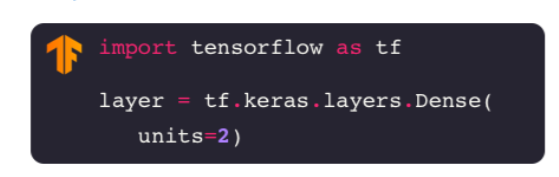 import tensorflow as tf
layer = tf.keras.layers.Dense(
units=2)